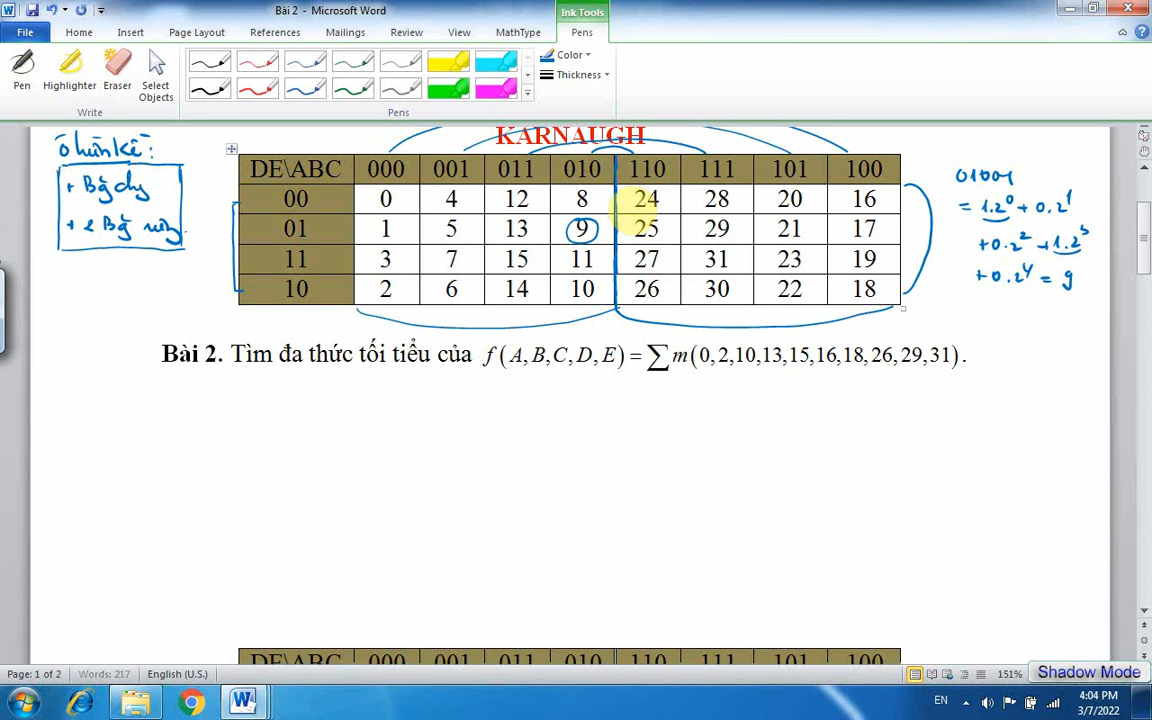 Bài 2 - Microsoft Word
Ink Tools
File Home Insert Page Layout References Mailings Review View MathType Pens
Pen Highlighter Eraser Select Objects
Color
Thickness
Write
Pens
KARNAUGH
DE\ABC 000 001 011 010 110 111 101 100
00 0 4 12 8 24 28 20 16
01 1 5 13 9 25 29 21 17
11 3 7 15 11 27 31 23 19
10 2 6 14 10 26 30 22 18
01001
= 1.2⁰ + 0.2¹
+0.2² + 1.2³
+0.2⁴ = 9
Bài 2. Tìm đa thức tối tiểu của f(A,B,C,D,E) = ∑ m(0,2,10,13,15,16,18,26,29,31).
DE\ABC 000 001 011 010 110 111 101 100
Page: 1 of 2 Words: 217 English (U.S.) 151%
Shadow Mode
EN 4:04 PM
3/7/2022